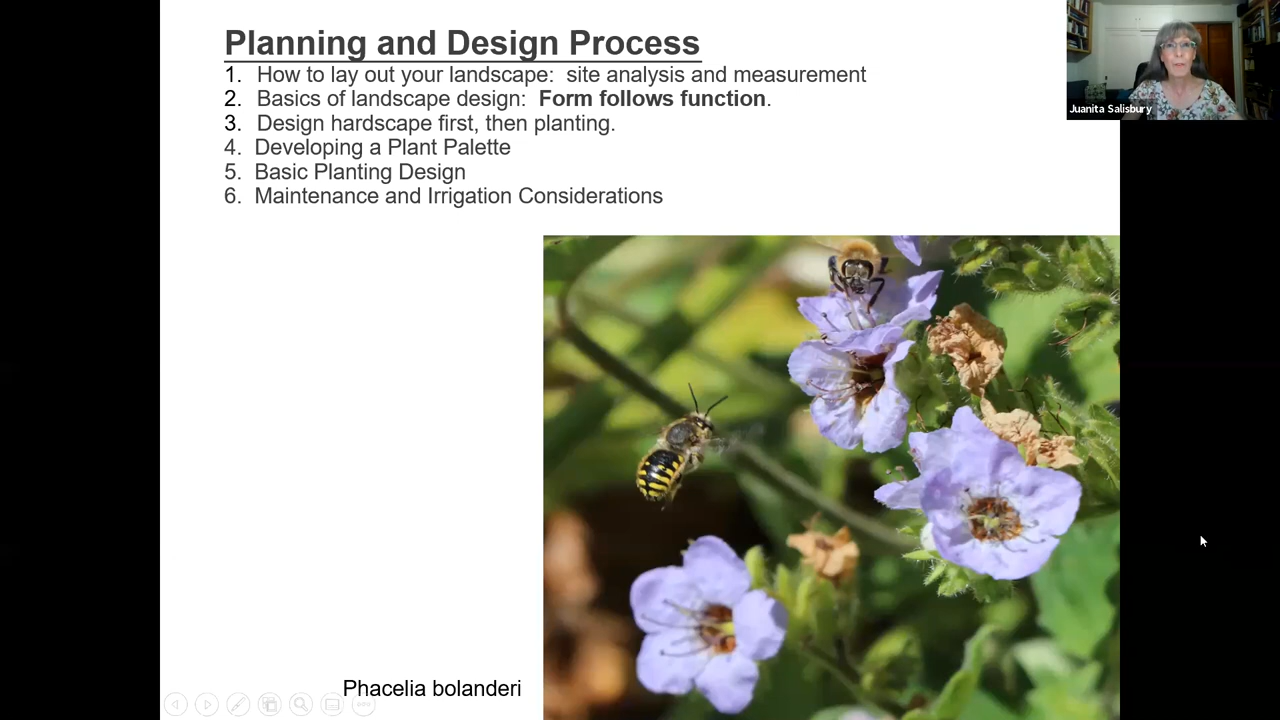 Planning and Design Process
1. How to lay out your landscape: site analysis and measurement
2. Basics of landscape design: Form follows function.
3. Design hardscape first, then planting.
4. Developing a Plant Palette
5. Basic Planting Design
6. Maintenance and Irrigation Considerations
Juanita Salisbury
Phacelia bolanderi